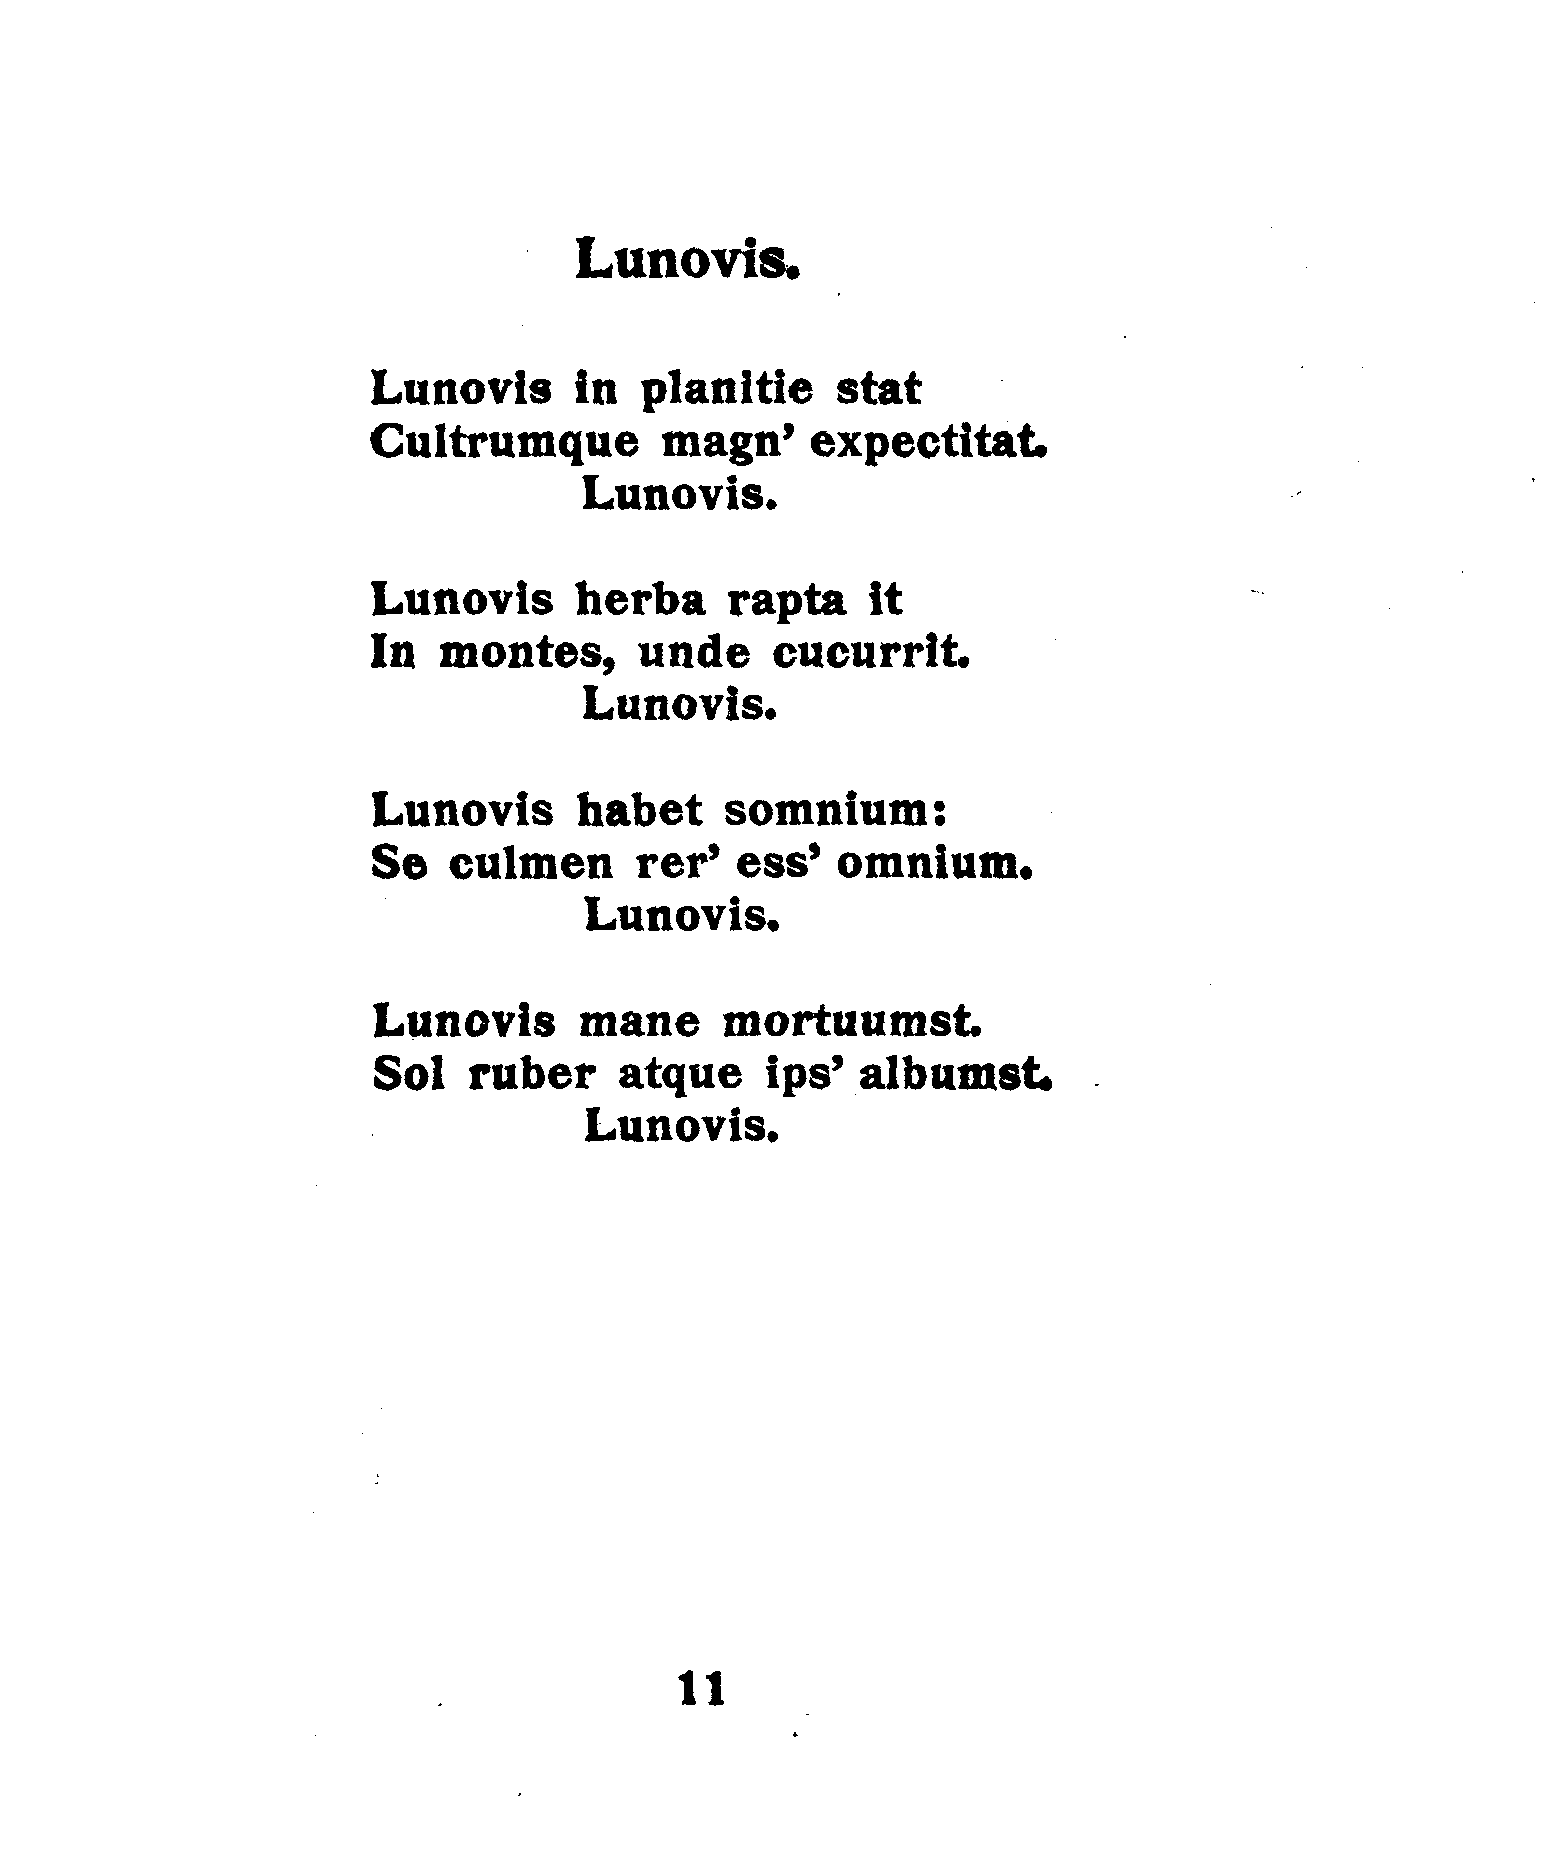 Lunovis.
Lunovis in planitie stat
Cultrumque magn’ expectitat.
Lunovis.
Lunovis herba rapta it
In montes, unde cucurrit.
Lunovis.
Lunovis habet somnium:
Se culmen rer’ ess’ omnium.
Lunovis.
Lunovis mane mortuumst.
Sol ruber atque ips’ albumst.
Lunovis.
11